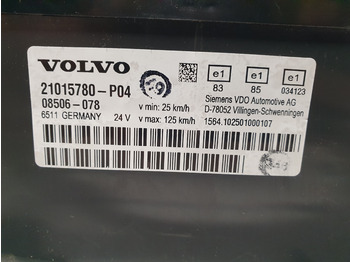 VOLVO
21015780-P04
08506-078
6511 GERMANY 24 V
v min: 25 km/h
v max: 125 km/h
e1 e1 e1
83 85 034123
Siemens VDO Automotive AG
D-78052 Villingen-Schwenningen
1564.102501000107